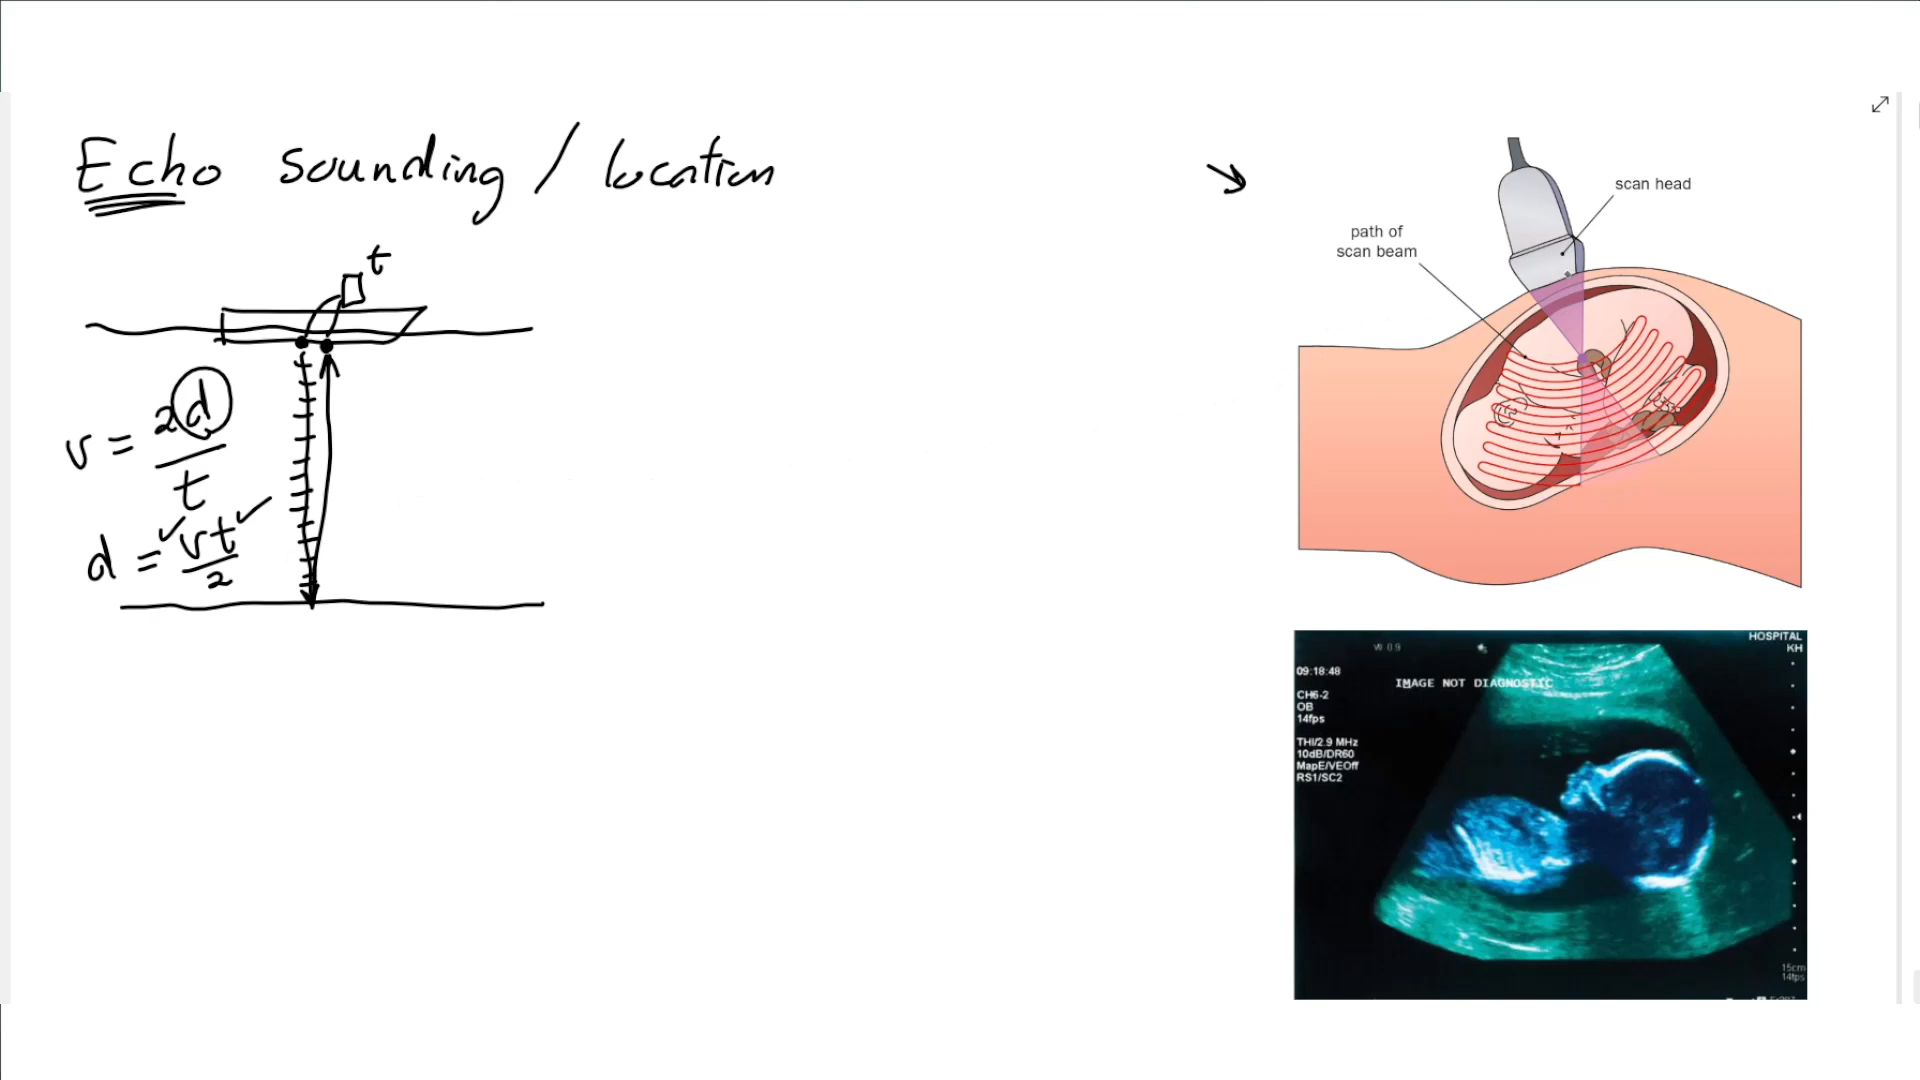 Echo sounding / location
t
v = 2d / t
d = vt / 2
scan head
path of
scan beam
HOSPITAL
KH
09:18:48
IMAGE NOT DIAGNOSTIC
CH6-2
OB
14fps
THI/2.9 MHz
10dB/DR60
MapE/VEOff
RS1/SC2
15cm
14fps